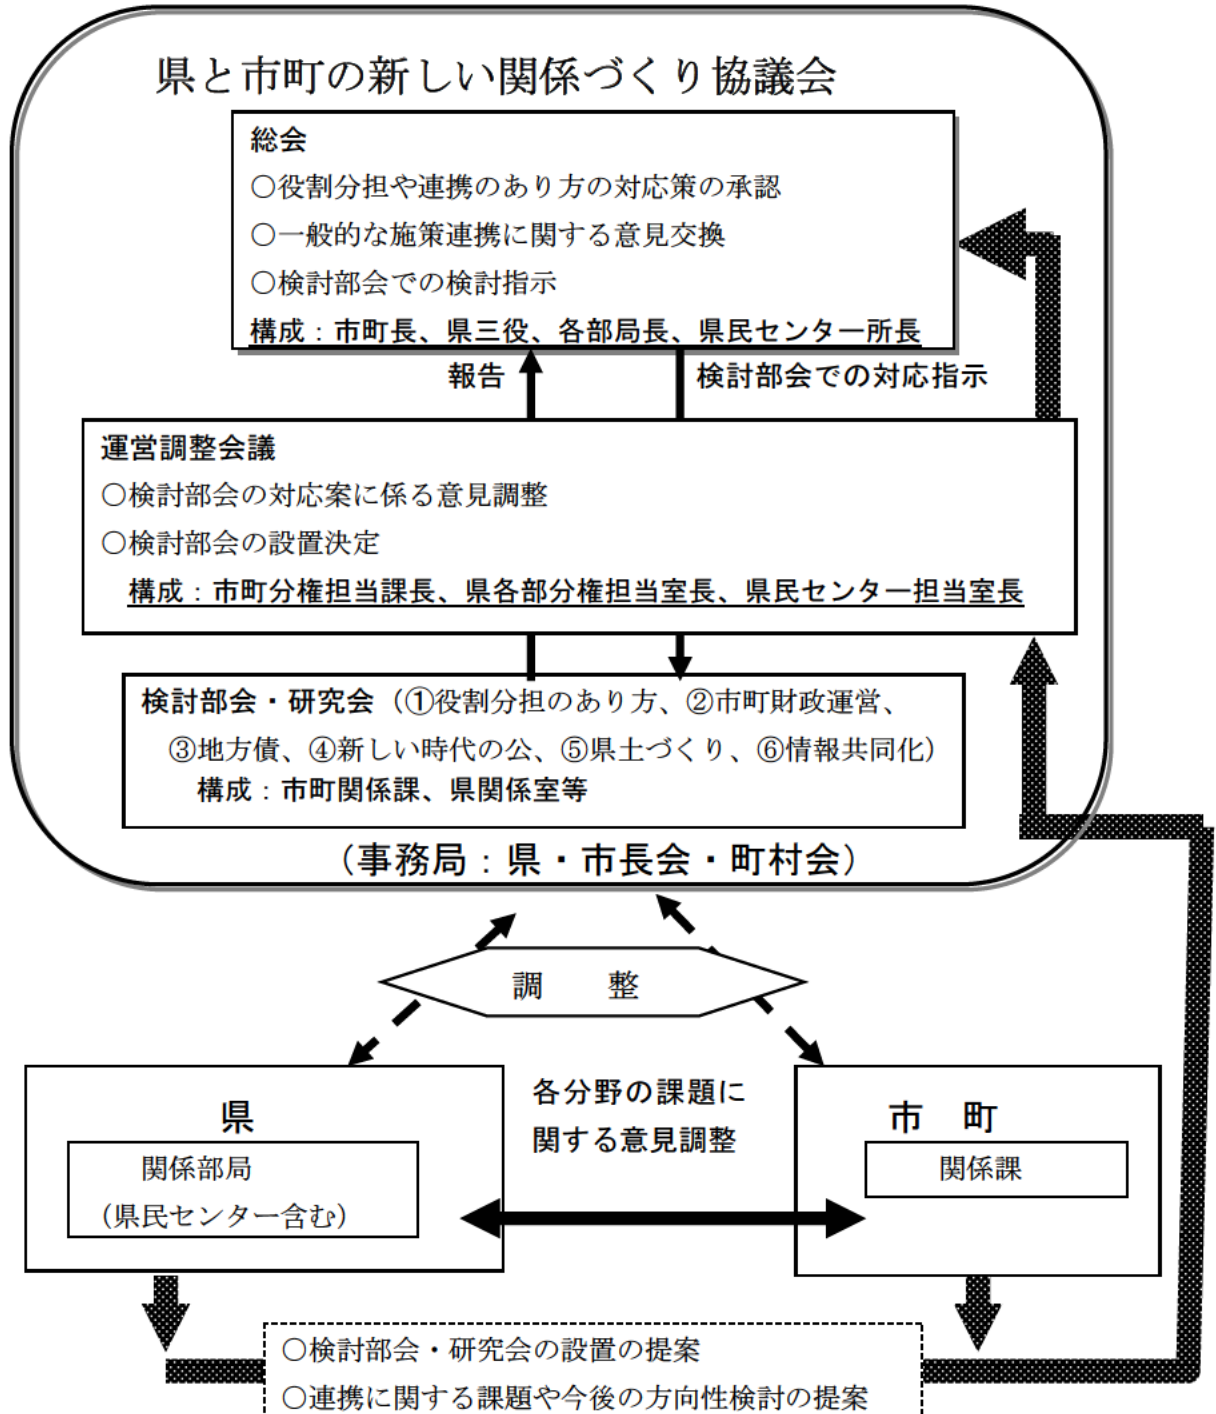 県と市町の新しい関係づくり協議会
総会
○役割分担や連携のあり方の対応策の承認
○一般的な施策連携に関する意見交換
○検討部会での検討指示
構成：市町長、県三役、各部局長、県民センター所長
報告
検討部会での対応指示
運営調整会議
○検討部会の対応案に係る意見調整
○検討部会の設置決定
構成：市町分権担当課長、県各部分権担当室長、県民センター担当室長
検討部会・研究会（①役割分担のあり方、②市町財政運営、
③地方債、④新しい時代の公、⑤県土づくり、⑥情報共同化）
構成：市町関係課、県関係室等
（事務局：県・市長会・町村会）
調　整
県
関係部局
（県民センター含む）
各分野の課題に
関する意見調整
市　町
関係課
○検討部会・研究会の設置の提案
○連携に関する課題や今後の方向性検討の提案